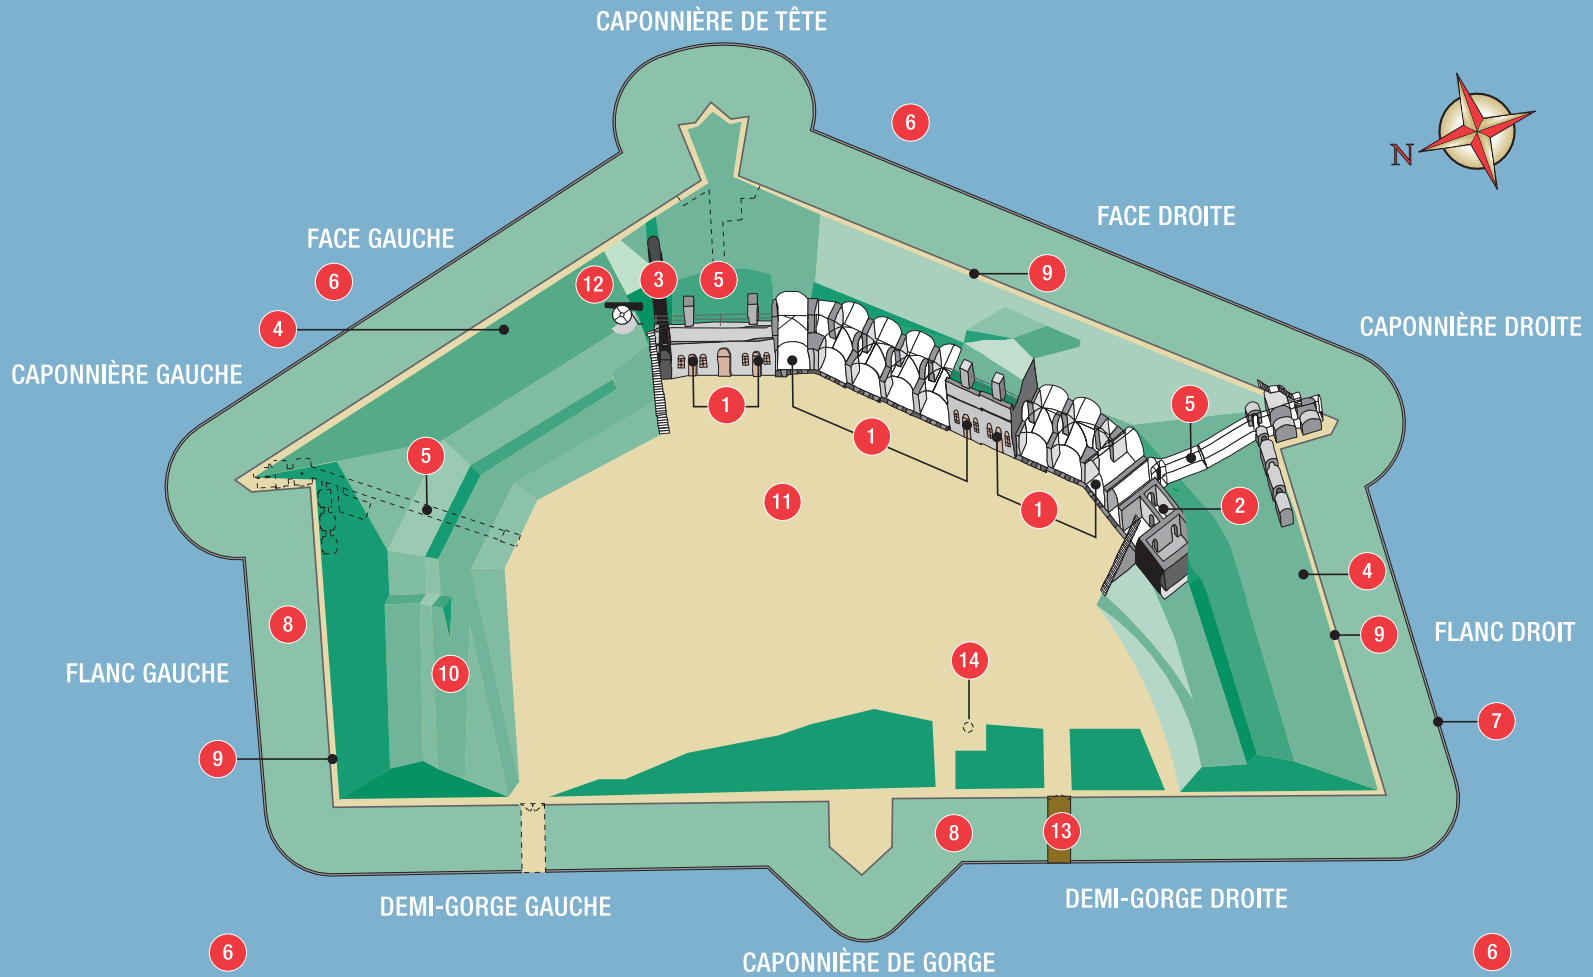 CAPONNIÈRE DE TÊTE
6
N
FACE DROITE
FACE GAUCHE
6
12
3
5
9
4
CAPONNIÈRE DROITE
CAPONNIÈRE GAUCHE
1
5
1
5
11
1
2
4
8
9
FLANC DROIT
FLANC GAUCHE
10
14
7
9
8
13
DEMI-GORGE GAUCHE
DEMI-GORGE DROITE
6
CAPONNIÈRE DE GORGE
6